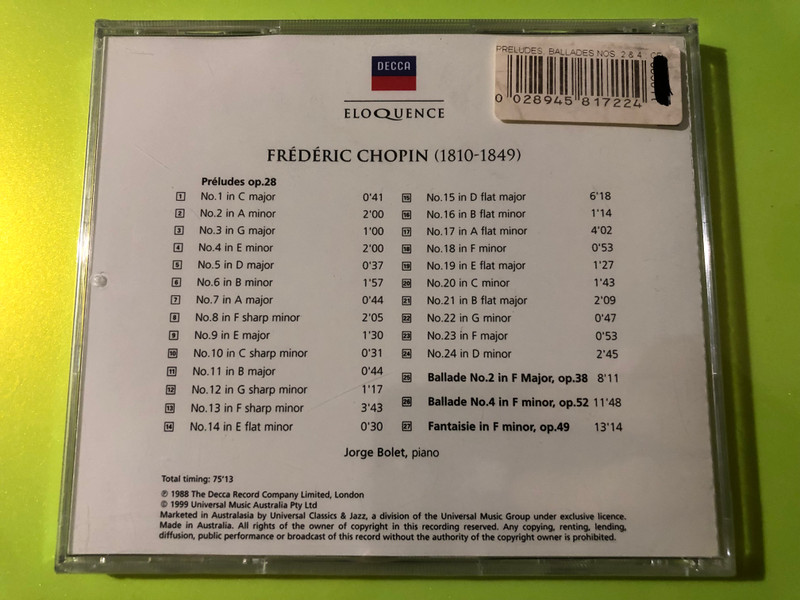 DECCA
ELOQUENCE
PRELUDES. BALLADES NOS. 2 & 4
0 028945 817224
FRÉDÉRIC CHOPIN (1810-1849)
Préludes op.28
1 No.1 in C major 0'41
2 No.2 in A minor 2'00
3 No.3 in G major 1'00
4 No.4 in E minor 2'00
5 No.5 in D major 0'37
6 No.6 in B minor 1'57
7 No.7 in A major 0'44
8 No.8 in F sharp minor 2'05
9 No.9 in E major 1'30
10 No.10 in C sharp minor 0'31
11 No.11 in B major 0'44
12 No.12 in G sharp minor 1'17
13 No.13 in F sharp minor 3'43
14 No.14 in E flat minor 0'30
15 No.15 in D flat major 6'18
16 No.16 in B flat minor 1'14
17 No.17 in A flat minor 4'02
18 No.18 in F minor 0'53
19 No.19 in E flat major 1'27
20 No.20 in C minor 1'43
21 No.21 in B flat major 2'09
22 No.22 in G minor 0'47
23 No.23 in F major 0'53
24 No.24 in D minor 2'45
25 Ballade No.2 in F Major, op.38 8'11
26 Ballade No.4 in F minor, op.52 11'48
27 Fantaisie in F minor, op.49 13'14
Jorge Bolet, piano
Total timing: 75'13
℗ 1988 The Decca Record Company Limited, London
© 1999 Universal Music Australia Pty Ltd
Marketed in Australasia by Universal Classics & Jazz, a division of the Universal Music Group under exclusive licence.
Made in Australia. All rights of the owner of copyright in this recording reserved. Any copying, renting, lending,
diffusion, public performance or broadcast of this record without the authority of the copyright owner is prohibited.